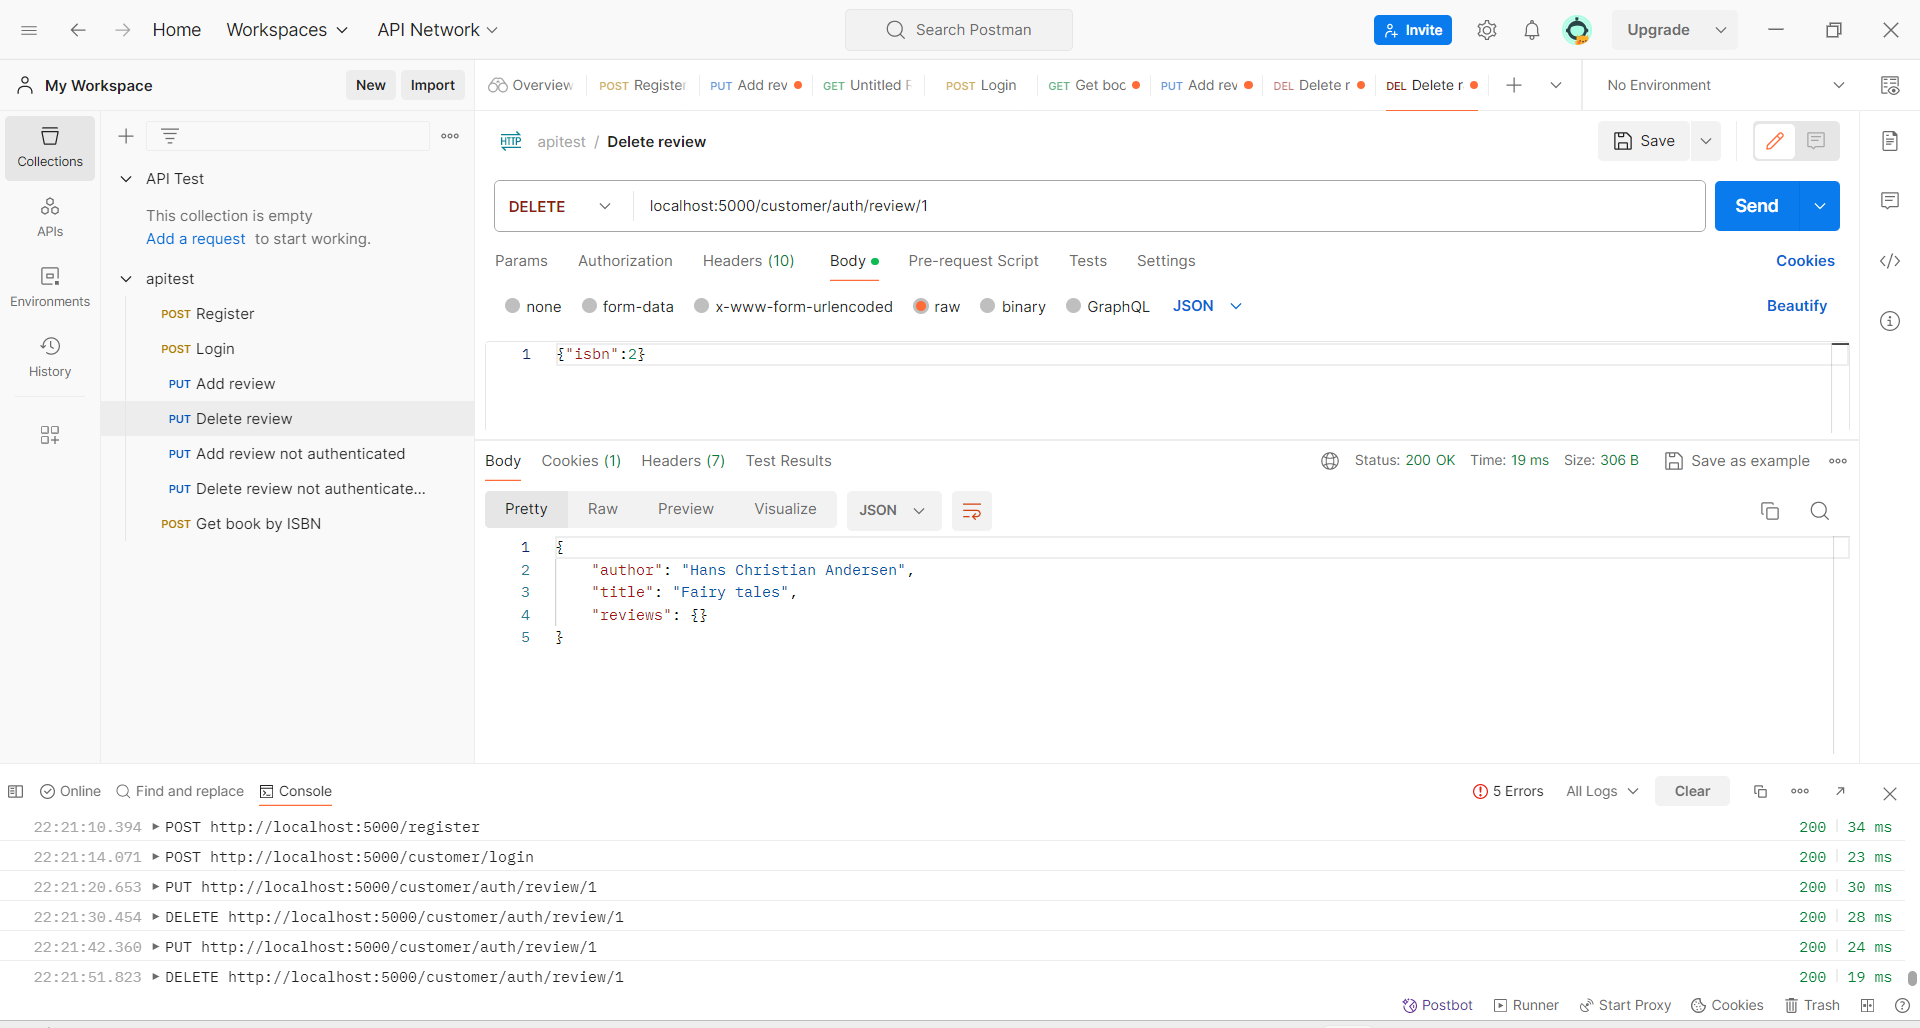 Home Workspaces API Network Search Postman Invite Upgrade
My Workspace New Import
Overview POST Register PUT Add rev GET Untitled POST Login GET Get boo PUT Add rev DEL Delete r DEL Delete r No Environment
Collections
APIs
Environments
History
API Test
This collection is empty
Add a request to start working.
apitest
POST Register
POST Login
PUT Add review
PUT Delete review
PUT Add review not authenticated
PUT Delete review not authenticate...
POST Get book by ISBN
HTTP apitest / Delete review Save
DELETE localhost:5000/customer/auth/review/1 Send
Params Authorization Headers (10) Body Pre-request Script Tests Settings Cookies
none form-data x-www-form-urlencoded raw binary GraphQL JSON Beautify
1 {"isbn":2}
Body Cookies (1) Headers (7) Test Results Status: 200 OK Time: 19 ms Size: 306 B Save as example
Pretty Raw Preview Visualize JSON
1 {
2 "author": "Hans Christian Andersen",
3 "title": "Fairy tales",
4 "reviews": {}
5 }
Online Find and replace Console 5 Errors All Logs Clear
22:21:10.394 POST http://localhost:5000/register 200 34 ms
22:21:14.071 POST http://localhost:5000/customer/login 200 23 ms
22:21:20.653 PUT http://localhost:5000/customer/auth/review/1 200 30 ms
22:21:30.454 DELETE http://localhost:5000/customer/auth/review/1 200 28 ms
22:21:42.360 PUT http://localhost:5000/customer/auth/review/1 200 24 ms
22:21:51.823 DELETE http://localhost:5000/customer/auth/review/1 200 19 ms
Postbot Runner Start Proxy Cookies Trash